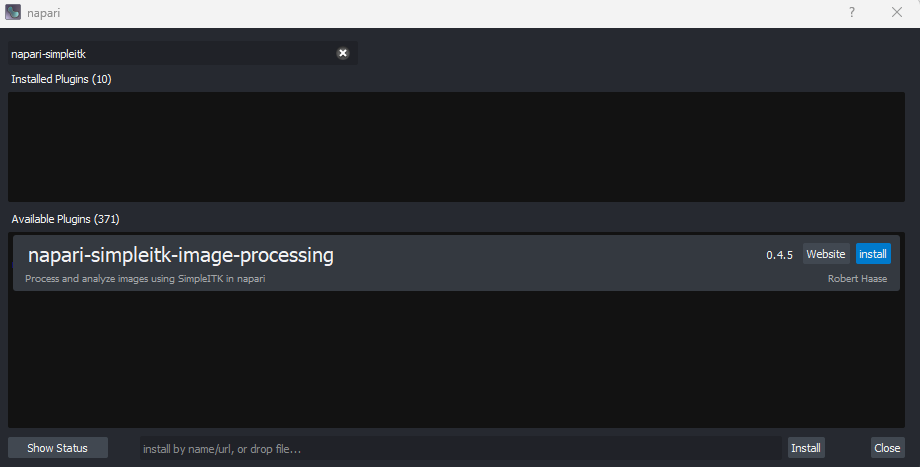 napari
?
napari-simpleitk
Installed Plugins (10)
Available Plugins (371)
napari-simpleitk-image-processing 0.4.5 Website install
Process and analyze images using SimpleITK in napari Robert Haase
Show Status install by name/url, or drop file... Install Close